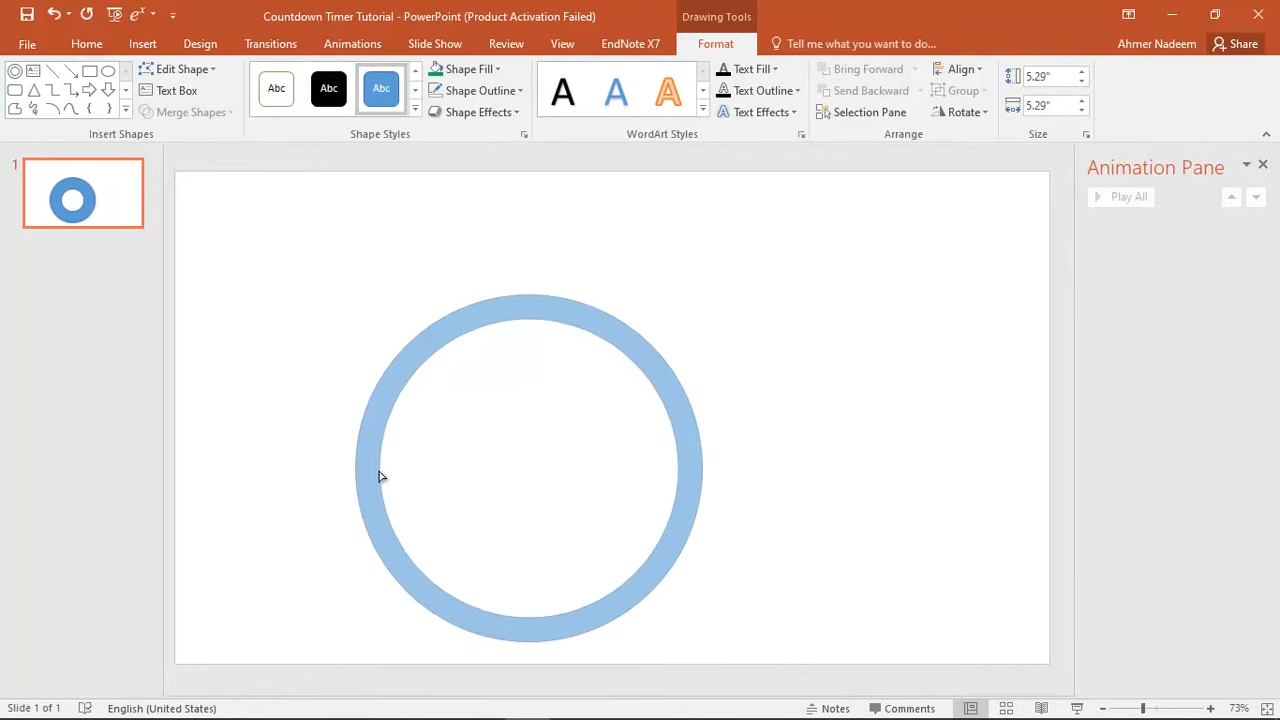 Countdown Timer Tutorial - PowerPoint (Product Activation Failed)
Drawing Tools
File Home Insert Design Transitions Animations Slide Show Review View EndNote X7 Format Tell me what you want to do... Ahmer Nadeem Share
Edit Shape
Text Box
Merge Shapes
Insert Shapes
Abc Abc Abc
Shape Fill
Shape Outline
Shape Effects
Shape Styles
A A A
Text Fill
Text Outline
Text Effects
WordArt Styles
Bring Forward
Send Backward
Selection Pane
Align
Group
Rotate
Arrange
5.29"
5.29"
Size
1
Animation Pane
Play All
Slide 1 of 1 English (United States) Notes Comments 73%